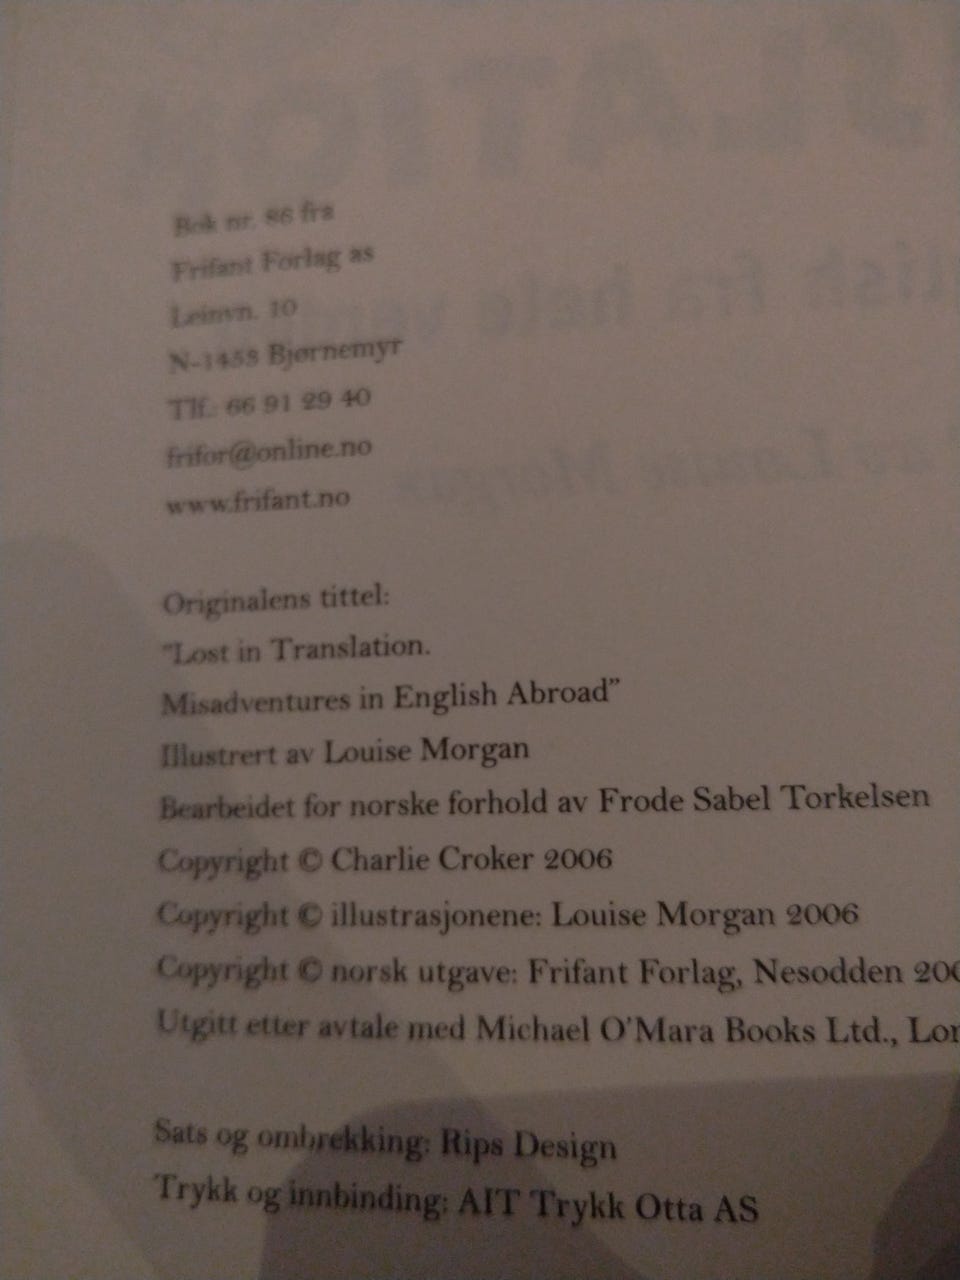 Bok nr. 86 fra
Frifant Forlag as
Leinvn. 10
N-1453 Bjørnemyr
Tlf.: 66 91 29 40
frifor@online.no
www.frifant.no
Originalens tittel:
"Lost in Translation.
Misadventures in English Abroad”
Illustrert av Louise Morgan
Bearbeidet for norske forhold av Frode Sabel Torkelsen
Copyright © Charlie Croker 2006
Copyright © illustrasjonene: Louise Morgan 2006
Copyright © norsk utgave: Frifant Forlag, Nesodden
Utgitt etter avtale med Michael O’Mara Books Ltd.,
Sats og ombrekking: Rips Design
Trykk og innbinding: AIT Trykk Otta AS